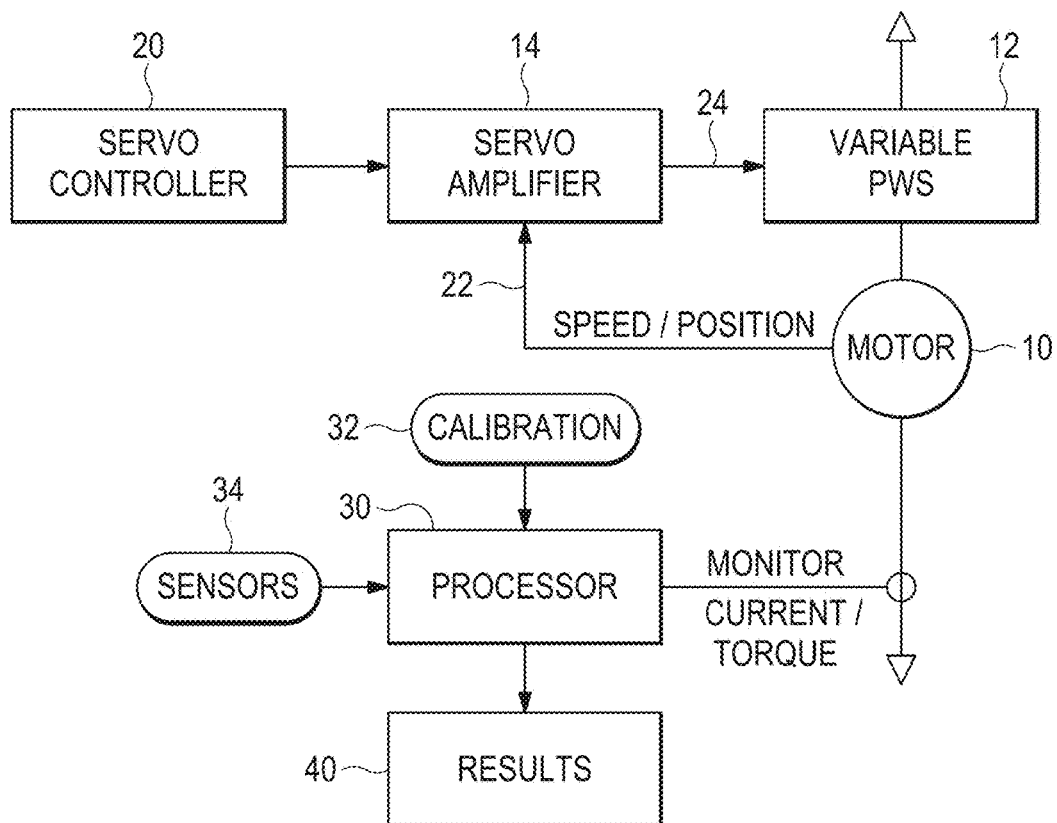 20
14
12
SERVO
CONTROLLER
SERVO
AMPLIFIER
24
VARIABLE
PWS
22
SPEED / POSITION
MOTOR
10
32
CALIBRATION
34
30
SENSORS
PROCESSOR
MONITOR
CURRENT /
TORQUE
40
RESULTS